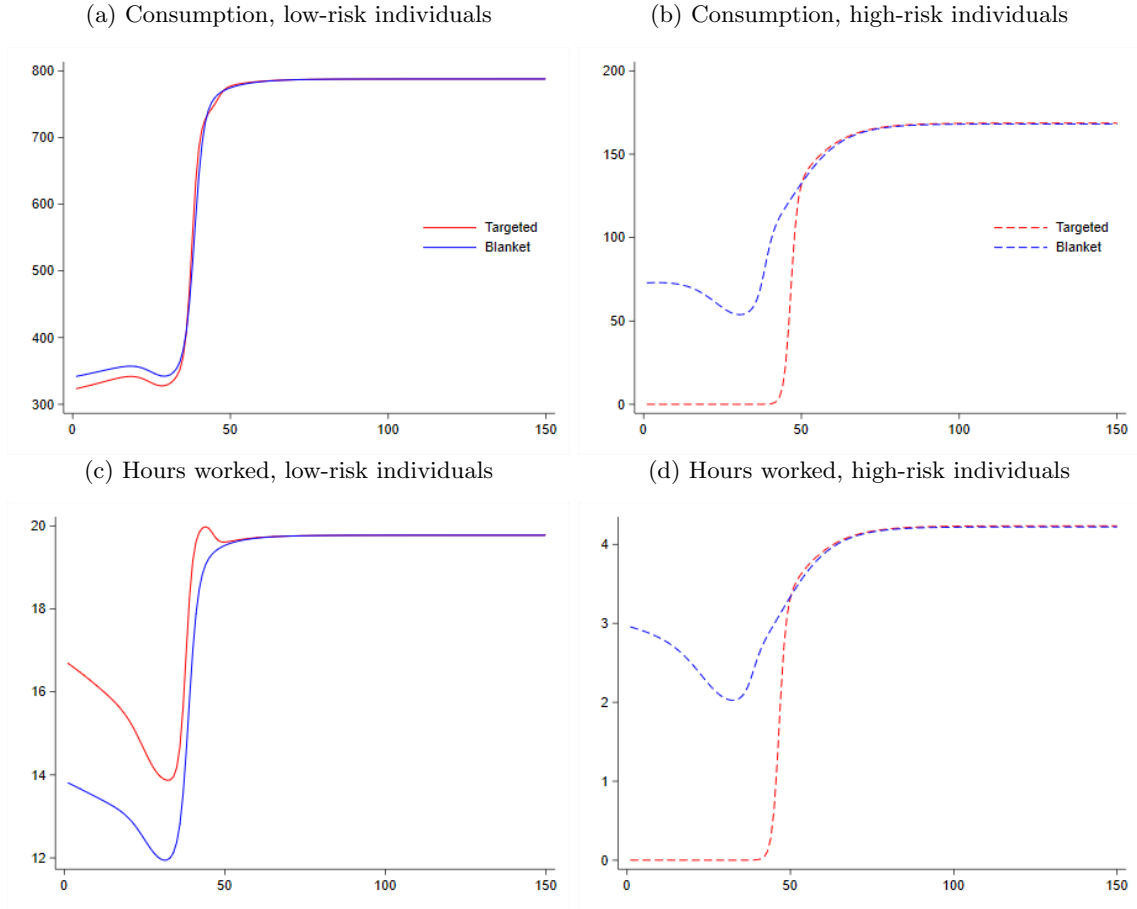 (a) Consumption, low-risk individuals
800
700
600
500
400
300
0 50 100 150
Targeted
Blanket
(b) Consumption, high-risk individuals
200
150
100
50
0
0 50 100 150
Targeted
Blanket
(c) Hours worked, low-risk individuals
20
18
16
14
12
0 50 100 150
(d) Hours worked, high-risk individuals
4
3
2
1
0
0 50 100 150